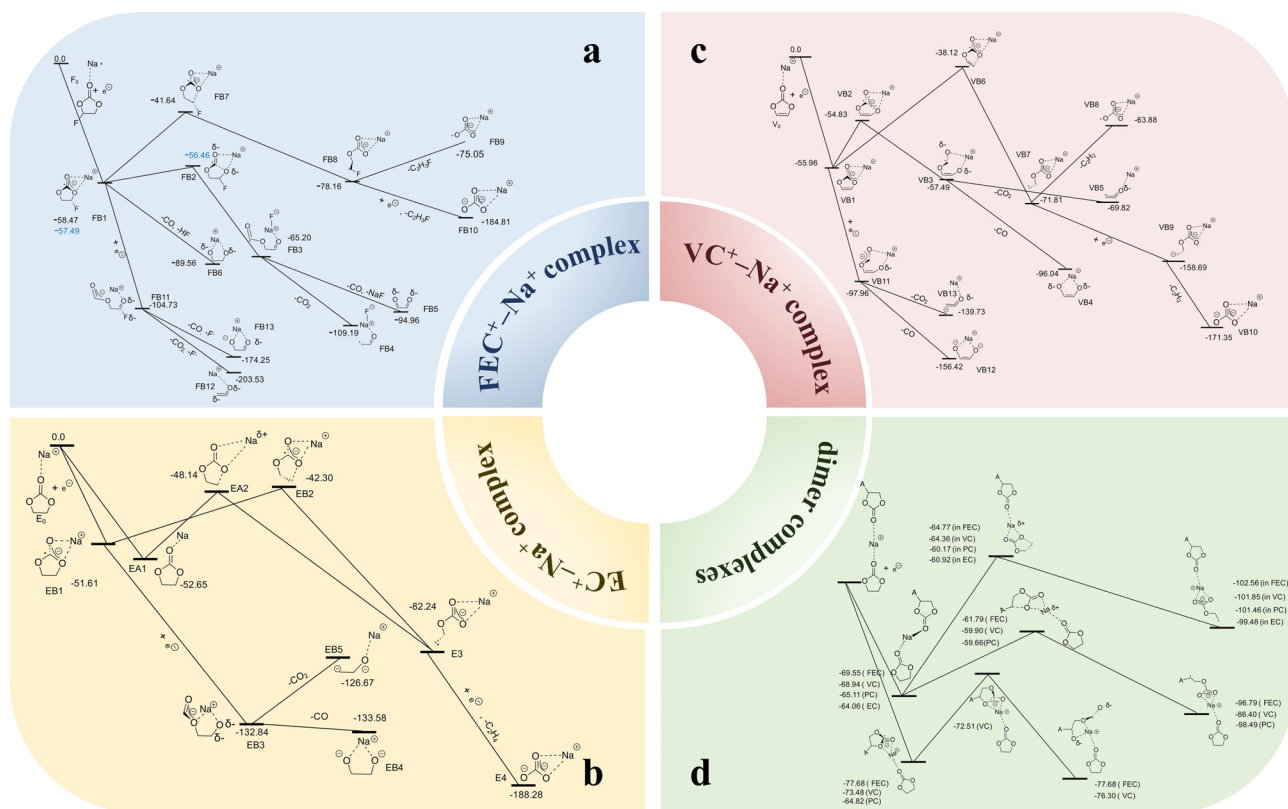 a
0.0
Na
F₀
+ e⊖
F
-41.64
FB7
Na⊕
F
-58.47
-57.49
FB1
-56.46
FB2
δ-
Na⊕
δ-
F
FB8
-78.16
FB9
-75.05
-C₂H₃F
+ e⊖, -C₂H₃F
FB10
-184.81
-CO, -HF
-89.56
FB6
-65.20
FB3
-CO₂
-109.19
FB4
-CO, -NaF
-94.96
FB5
+ e⊖
FB11
-104.73
-CO -F⁻
FB13
-174.25
-CO₂ -F⁻
-203.53
FB12
c
0.0
Na⊕
+ e⊖
V₀
-55.96
VB1
VB2
-54.83
-38.12
VB6
VB3
-57.49
-CO₂
VB5
-69.82
-CO
-96.04
VB4
VB7
-71.81
VB8
-63.88
-C₂H₂
+ e⊖
VB9
-158.69
-C₂H₂
-171.35
VB10
+ e⊖
VB11
-97.96
-CO₂
VB13
-139.73
-CO
-156.42
VB12
FEC⁺–Na⁺ complex
VC⁺–Na⁺ complex
EC⁺–Na⁺ complex
dimer complexes
b
0.0
Na⊕
+ e⊖
E₀
EB1
-51.61
EA1
-52.65
Na
-48.14
EA2
Naδ+
-42.30
EB2
Na⊕
-82.24
E3
+ e⊖
, -C₂H₄
E4
-188.28
+ e⊖
-132.84
EB3
-CO₂
EB5
-126.67
-CO
-133.58
EB4
d
A
Na⊕
+ e⊖
-69.55 ( FEC)
-68.94 ( VC)
-65.11 (PC)
-64.06 (EC)
-64.77 (in FEC)
-64.36 (in VC)
-60.17 (in PC)
-60.92 (in EC)
-102.56 (in FEC)
-101.85 (in VC)
-101.46 (in PC)
-99.48 (in EC)
-61.79 ( FEC)
-59.90 ( VC)
-59.66(PC)
-96.79 ( FEC)
-86.40 ( VC)
-98.49 (PC)
-72.51 (VC)
-77.68 (FEC)
-73.48 (VC)
-64.82 (PC)
-77.68 (FEC)
-76.30 ( VC)